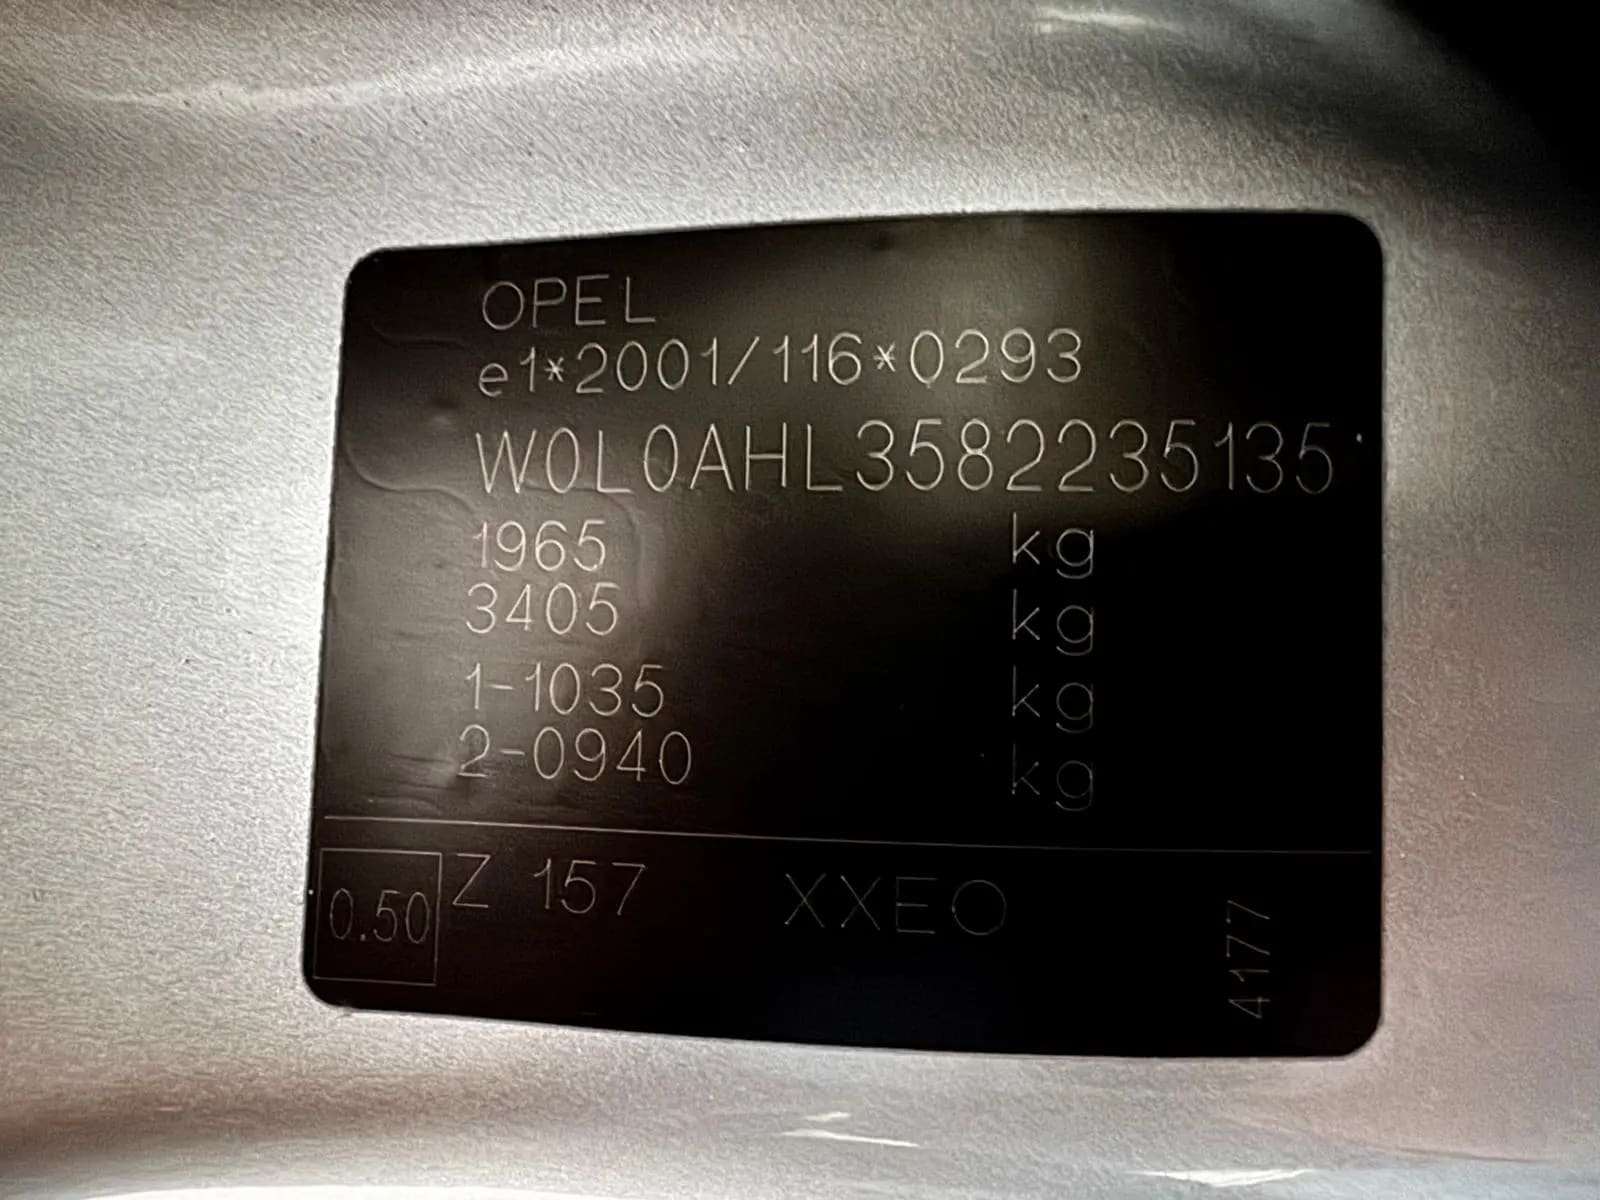 OPEL
e1*2001/116*0293
W0L0AHL3582235135
1965 kg
3405 kg
1-1035 kg
2-0940 kg
0.50 Z 157 XXEO
4177